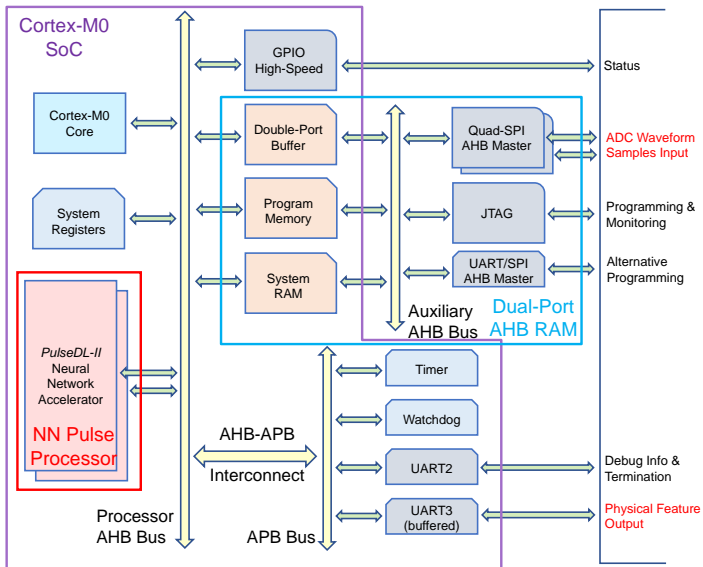 Cortex-M0
SoC
GPIO
High-Speed
Status
Cortex-M0
Core
Double-Port
Buffer
Quad-SPI
AHB Master
ADC Waveform
Samples Input
System
Registers
Program
Memory
JTAG
Programming &
Monitoring
System
RAM
UART/SPI
AHB Master
Alternative
Programming
Auxiliary
AHB Bus
Dual-Port
AHB RAM
PulseDL-II
Neural
Network
Accelerator
NN Pulse
Processor
Timer
Watchdog
AHB-APB
Interconnect
UART2
Debug Info &
Termination
UART3
(buffered)
Physical Feature
Output
Processor
AHB Bus
APB Bus